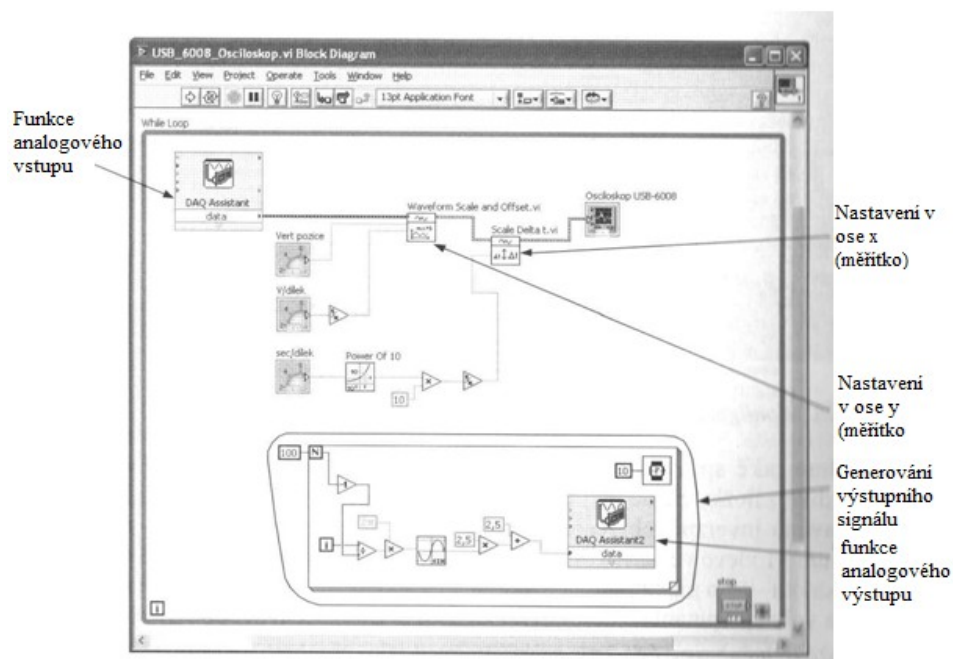 USB_6008_Osciloskop.vi Block Diagram
File Edit View Project Operate Tools Window Help
13pt Application Font
While Loop
Funkce
analogového
vstupu
DAQ Assistant
data
Waveform Scale and Offset.vi
Osciloskop USB-6008
Scale Delta t.vi
Vert pozice
V/dílek
sec/dílek
Power Of 10
10
Nastavení v
ose x
(měřítko)
Nastavení
v ose y
(měřítko
100
N
10
i
2,5
2,5
DAQ Assistant2
data
Generování
výstupního
signálu
funkce
analogového
výstupu
stop
i